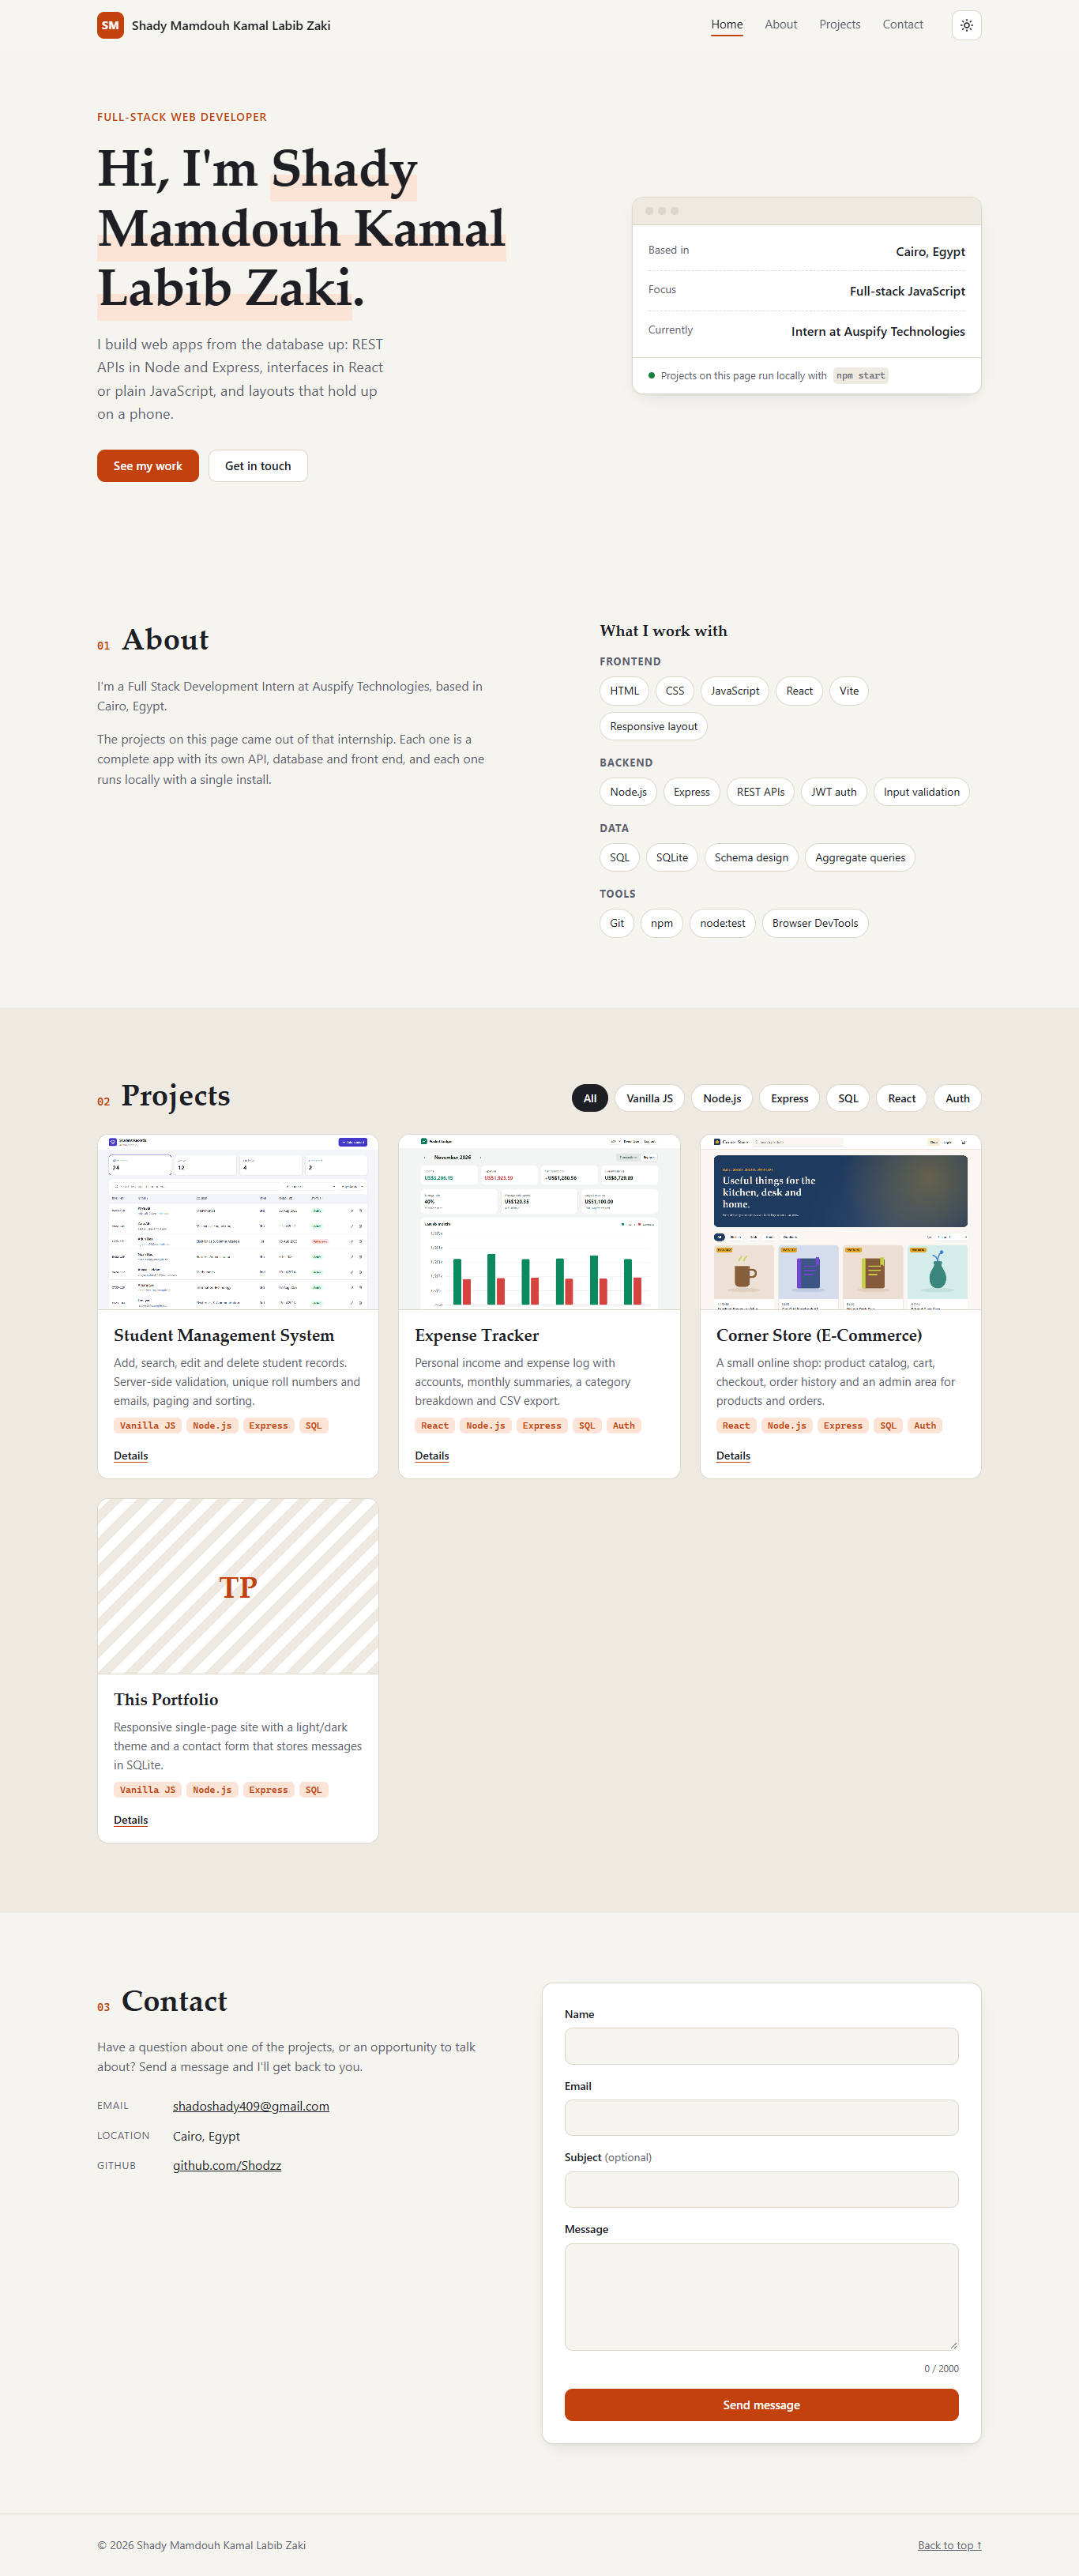 SM Shady Mamdouh Kamal Labib Zaki
Home About Projects Contact
FULL-STACK WEB DEVELOPER
Hi, I'm Shady
Mamdouh Kamal
Labib Zaki.
I build web apps from the database up: REST
APIs in Node and Express, interfaces in React
or plain JavaScript, and layouts that hold up
on a phone.
See my work Get in touch
Based in Cairo, Egypt
Focus Full-stack JavaScript
Currently Intern at Auspify Technologies
Projects on this page run locally with npm start
01 About
I'm a Full Stack Development Intern at Auspify Technologies, based in
Cairo, Egypt.
The projects on this page came out of that internship. Each one is a
complete app with its own API, database and front end, and each one
runs locally with a single install.
What I work with
FRONTEND
HTML CSS JavaScript React Vite
Responsive layout
BACKEND
Node.js Express REST APIs JWT auth Input validation
DATA
SQL SQLite Schema design Aggregate queries
TOOLS
Git npm node:test Browser DevTools
02 Projects
All Vanilla JS Node.js Express SQL React Auth
24 12 4 2
November 2026
Useful things for the
kitchen, desk and
home.
Student Management System
Add, search, edit and delete student records.
Server-side validation, unique roll numbers and
emails, paging and sorting.
Vanilla JS Node.js Express SQL
Details
Expense Tracker
Personal income and expense log with
accounts, monthly summaries, a category
breakdown and CSV export.
React Node.js Express SQL Auth
Details
Corner Store (E-Commerce)
A small online shop: product catalog, cart,
checkout, order history and an admin area for
products and orders.
React Node.js Express SQL Auth
Details
TP
This Portfolio
Responsive single-page site with a light/dark
theme and a contact form that stores messages
in SQLite.
Vanilla JS Node.js Express SQL
Details
03 Contact
Have a question about one of the projects, or an opportunity to talk
about? Send a message and I'll get back to you.
EMAIL shadoshady409@gmail.com
LOCATION Cairo, Egypt
GITHUB github.com/Shodzz
Name
Email
Subject (optional)
Message
0 / 2000
Send message
© 2026 Shady Mamdouh Kamal Labib Zaki
Back to top ↑